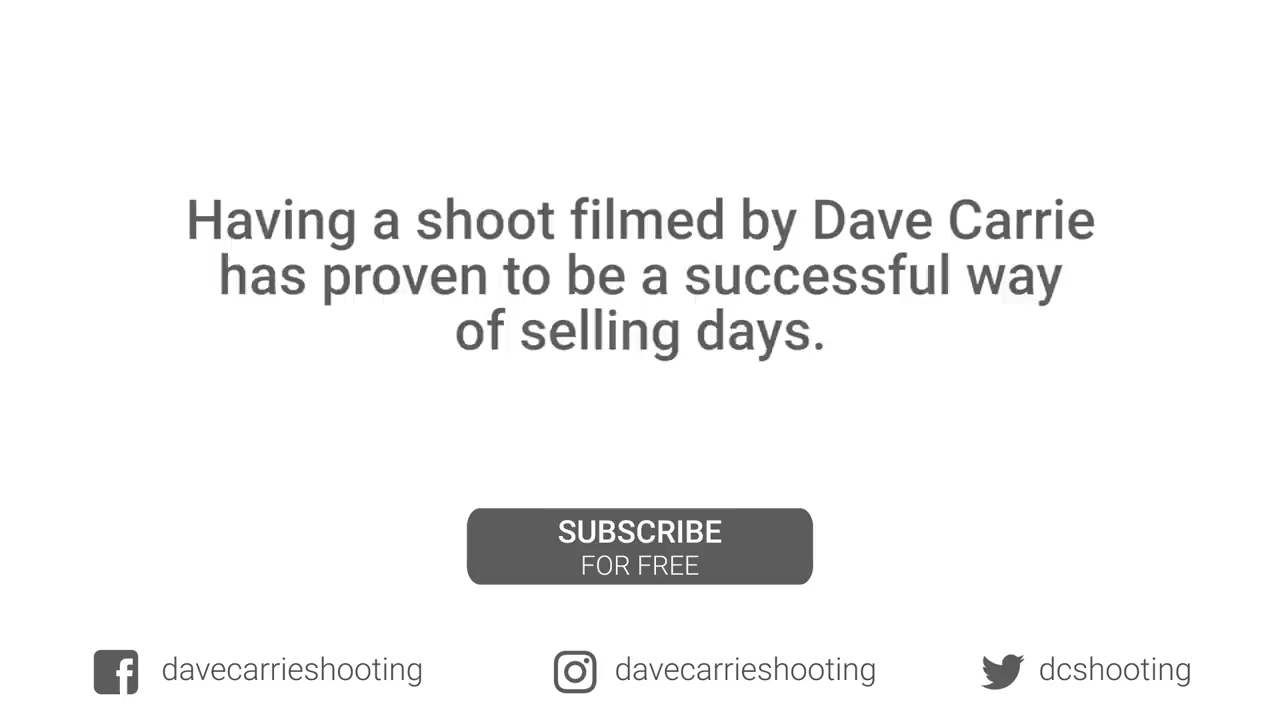 Having a shoot filmed by Dave Carrie
has proven to be a successful way
of selling days.
SUBSCRIBE
FOR FREE
davecarrieshooting
davecarrieshooting
dcshooting